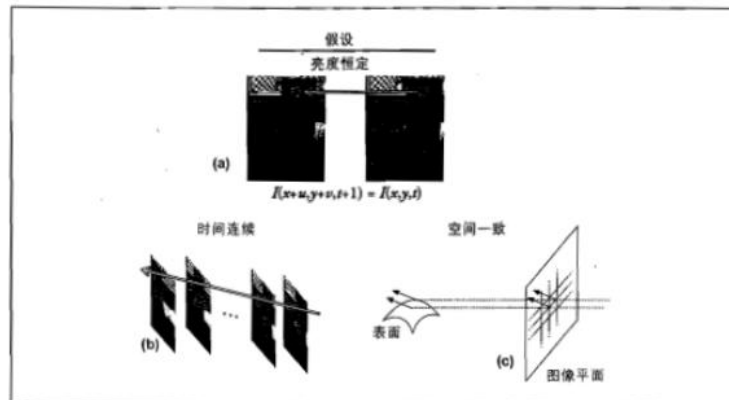 假设
亮度恒定
(a)
I(x+u,y+v,t+1) = I(x,y,t)
时间连续
空间一致
...
表面
(b)
(c)
图像平面